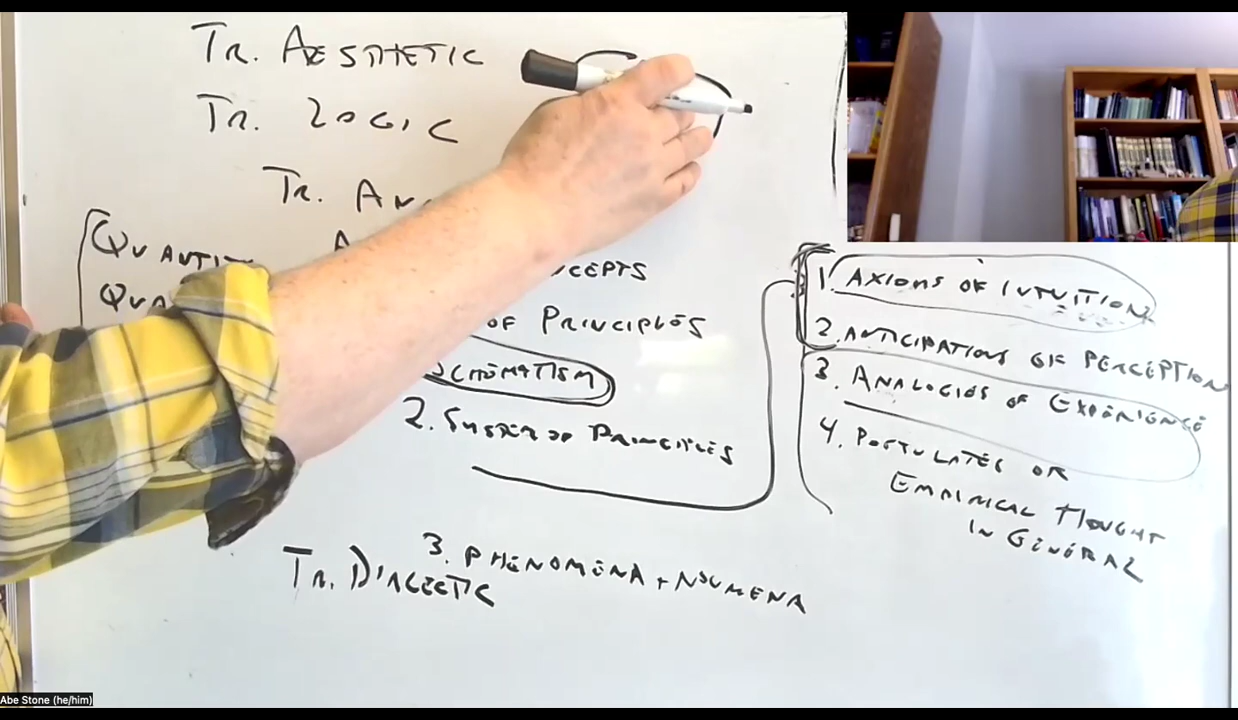 TR. AESTHETIC
TR. LOGIC
TR. AN
QUANTIT
QUA
CEPTS
OF PRINCIPLES
SCHEMATISM
2. SYSTEM OF PRINCIPLES
3. PHENOMENA + NOUMENA
TR. DIALECTIC
1. AXIOMS OF INTUITION
2. ANTICIPATIONS OF PERCEPTION
3. ANALOGIES OF EXPERIENCE
4. POSTULATES OF
EMPIRICAL THOUGHT
IN GENERAL
Abe Stone (he/him)